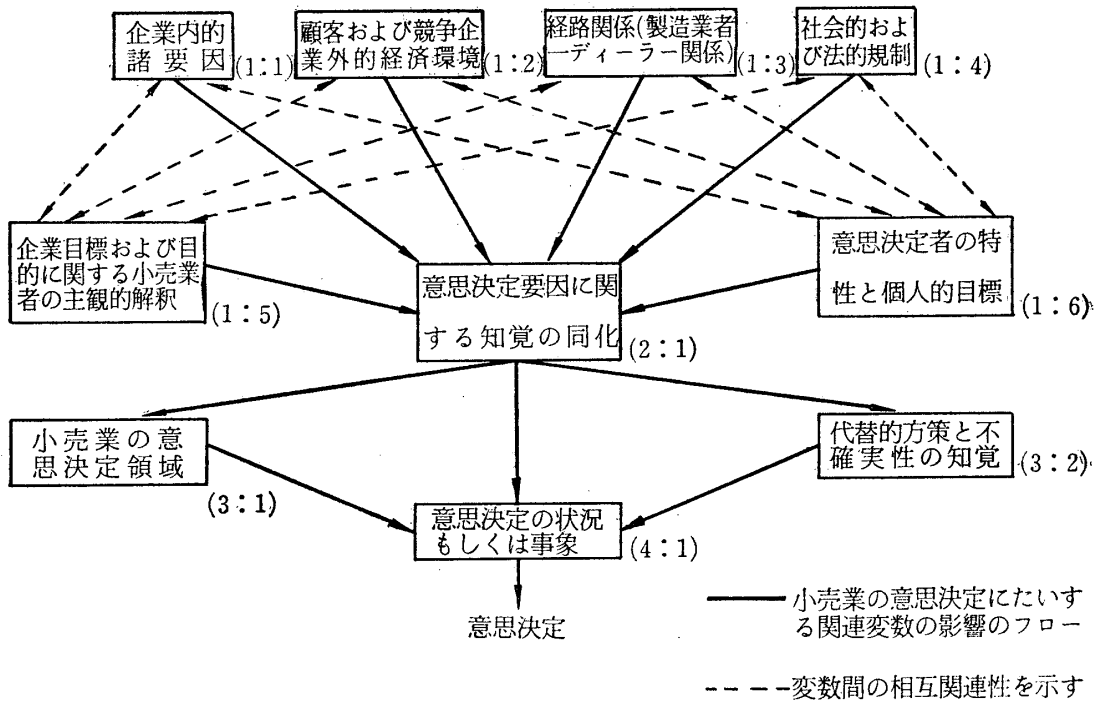 企業内的
諸要因
(1:1)
顧客および競争企
業外的経済環境
(1:2)
経路関係(製造業者
ーディーラー関係)
(1:3)
社会的およ
び法的規制
(1:4)
企業目標および目
的に関する小売業
者の主観的解釈
(1:5)
意思決定要因に関
する知覚の同化
(2:1)
意思決定者の特
性と個人的目標
(1:6)
小売業の意
思決定領域
(3:1)
代替的方策と不
確実性の知覚
(3:2)
意思決定の状況
もしくは事象
(4:1)
意思決定
小売業の意思決定にたいす
る関連変数の影響のフロー
変数間の相互関連性を示す